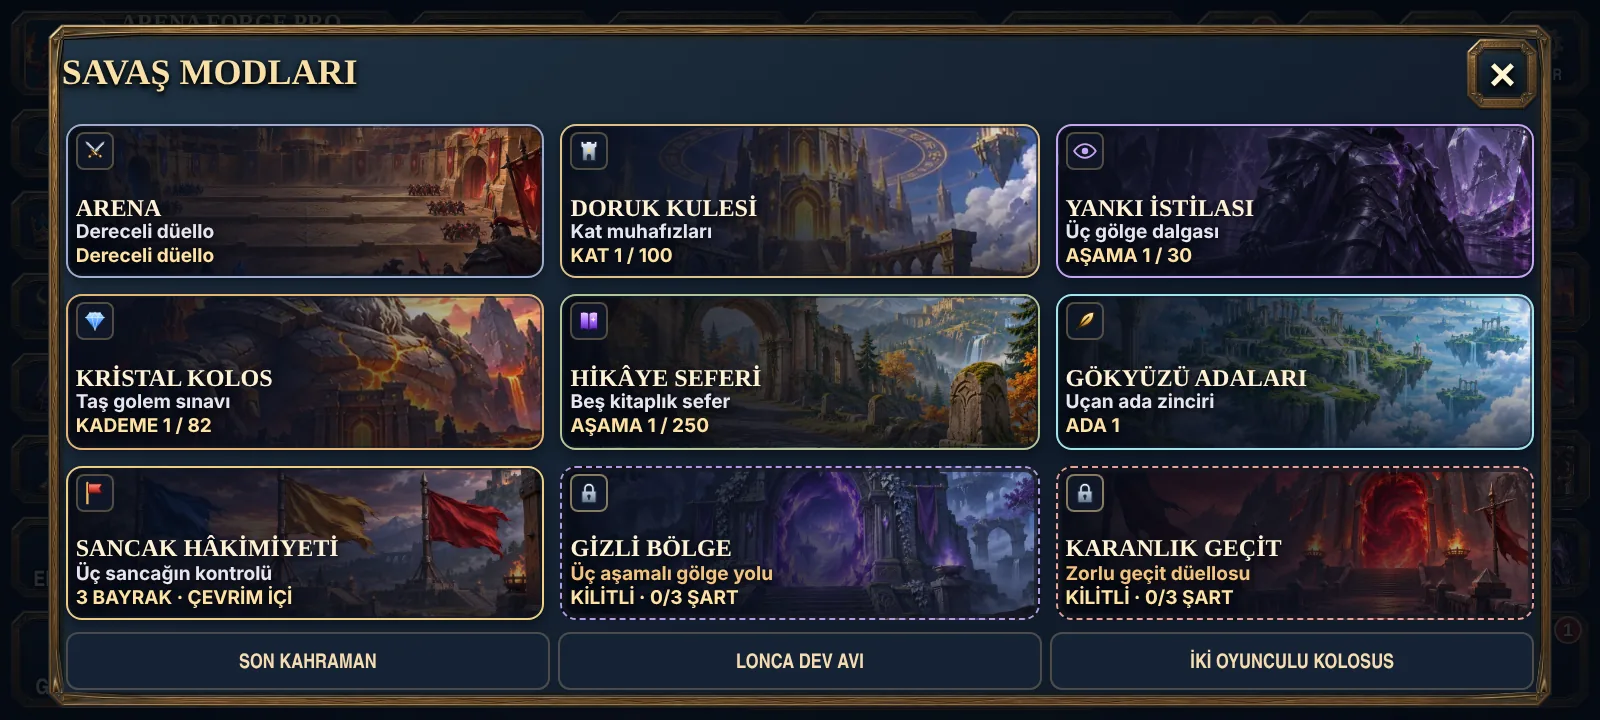 ARENA FORGE PRO
SAVAŞ MODLARI
ARENA
Dereceli düello
Dereceli düello
DORUK KULESİ
Kat muhafızları
KAT 1 / 100
YANKI İSTİLASI
Üç gölge dalgası
AŞAMA 1 / 30
KRİSTAL KOLOS
Taş golem sınavı
KADEME 1 / 82
HİKÂYE SEFERİ
Beş kitaplık sefer
AŞAMA 1 / 250
GÖKYÜZÜ ADALARI
Uçan ada zinciri
ADA 1
SANCAK HÂKİMİYETİ
Üç sancağın kontrolü
3 BAYRAK · ÇEVRİM İÇİ
GİZLİ BÖLGE
Üç aşamalı gölge yolu
KİLİTLİ · 0/3 ŞART
KARANLIK GEÇİT
Zorlu geçit düellosu
KİLİTLİ · 0/3 ŞART
1
SON KAHRAMAN
LONCA DEV AVI
İKİ OYUNCULU KOLOSUS